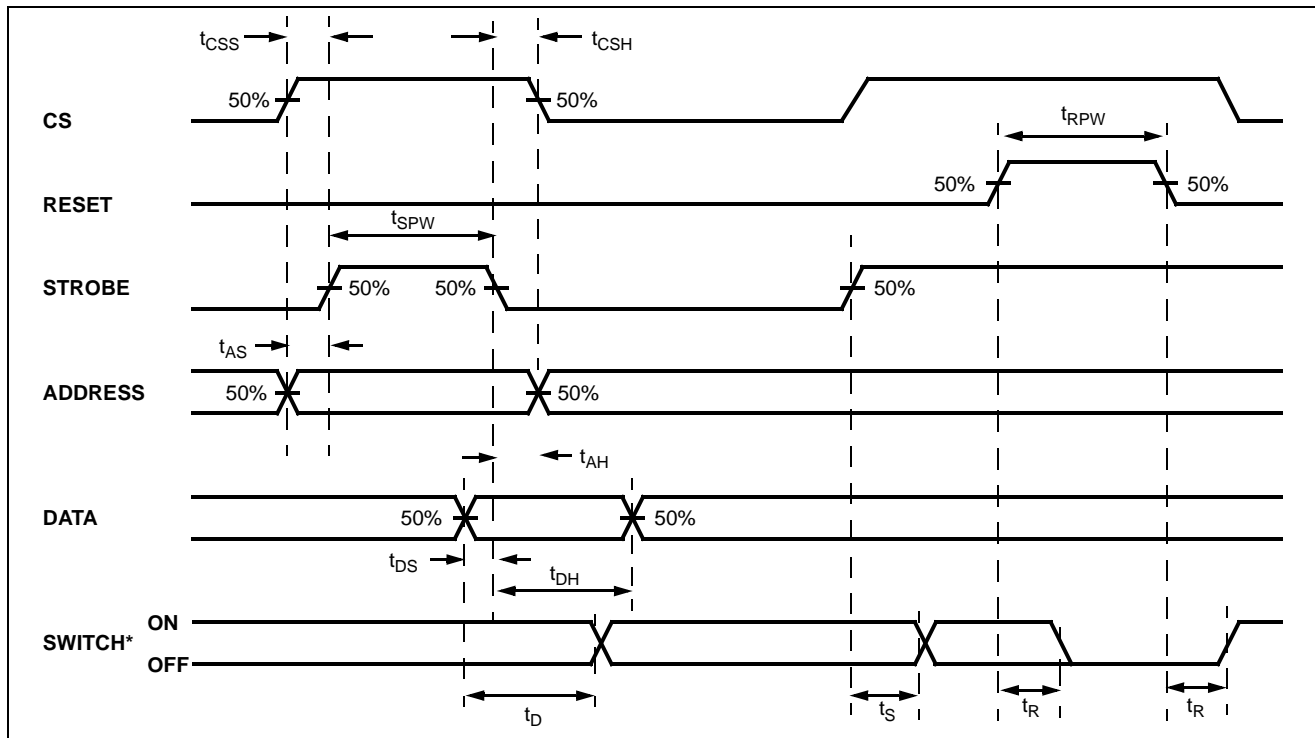 tCSS tCSH
50% 50%
CS
tRPW
50% 50%
RESET
tSPW
STROBE 50% 50% 50%
tAS
ADDRESS 50% 50%
tAH
DATA 50% 50%
tDS tDH
ON
SWITCH*
OFF
tD tS tR tR